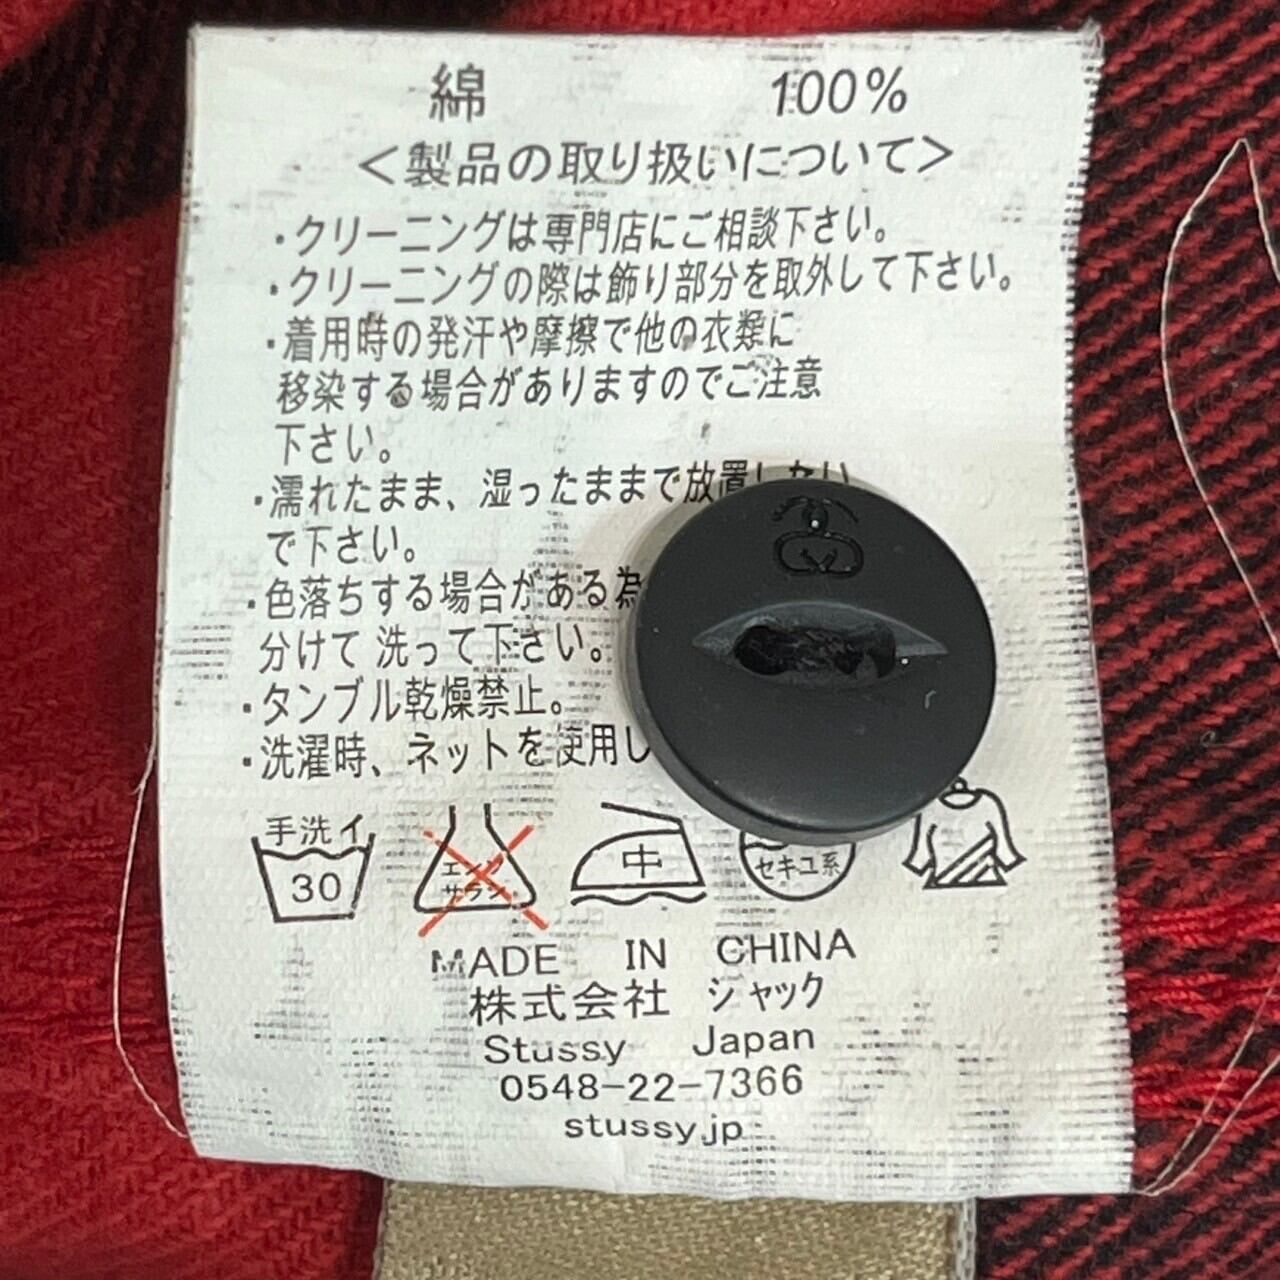 綿 100%
<製品の取り扱いについて>
・クリーニングは専門店にご相談下さい。
・クリーニングの際は飾り部分を取外して下さい。
・着用時の発汗や摩擦で他の衣類に
移染する場合がありますのでご注意
下さい。
・濡れたまま、湿ったままで放置しない
で下さい。
・色落ちする場合がある為
分けて 洗って下さい。
・タンブル乾燥禁止。
・洗濯時、ネットを使用し
手洗イ
30
エンソ
サラシ
中
セキユ系
MADE IN CHINA
株式会社 ジャック
Stussy Japan
0548-22-7366
stussy.jp